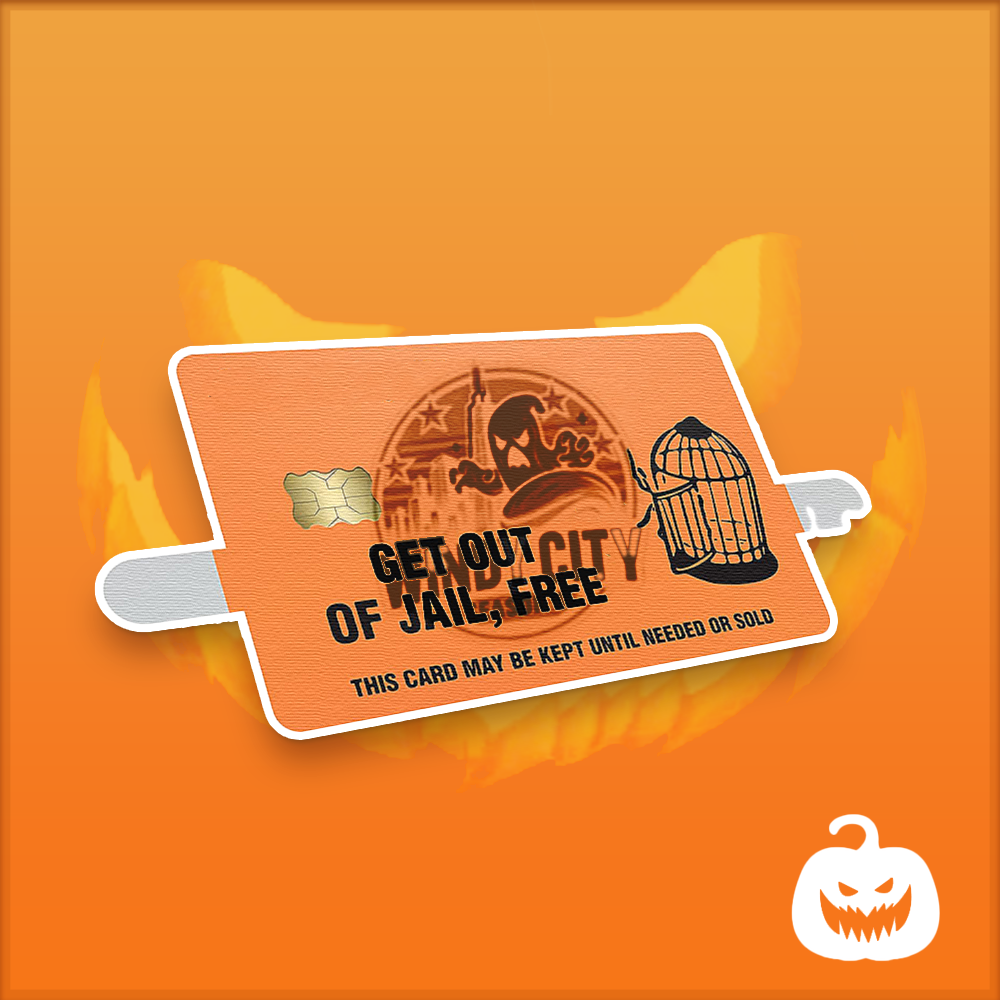 GET OUT
OF JAIL, FREE
WINDY CITY
THIS CARD MAY BE KEPT UNTIL NEEDED OR SOLD